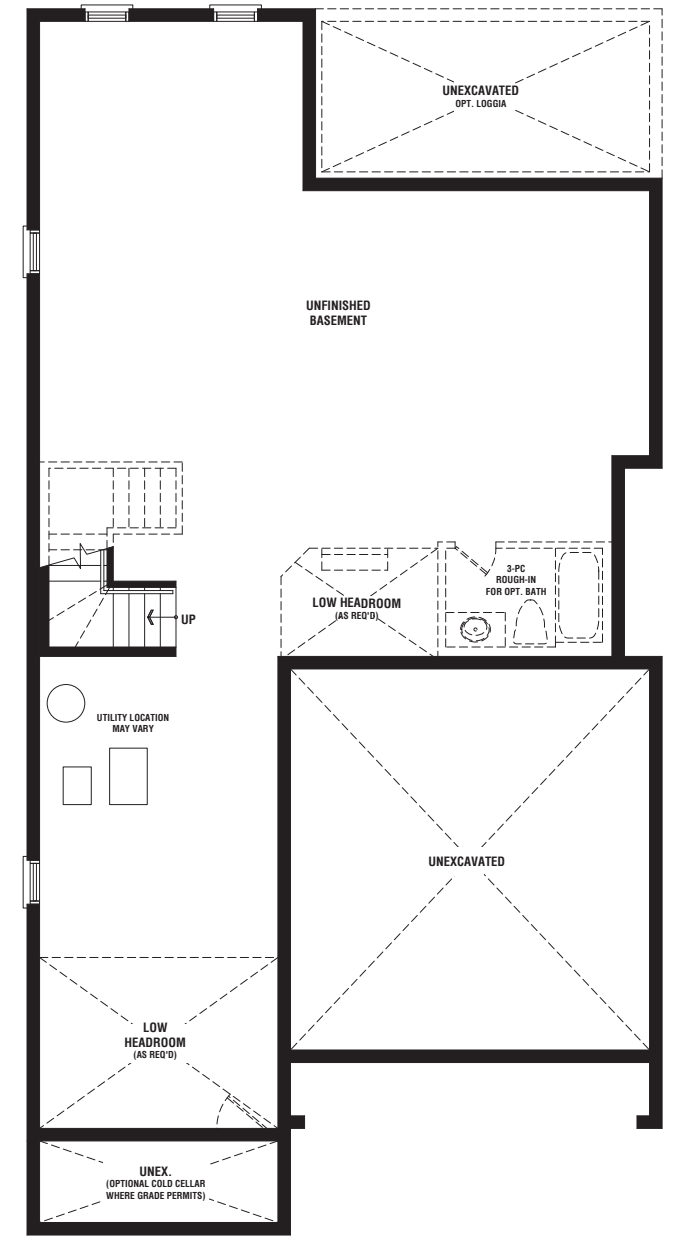 UNEXCAVATED
OPT. LOGGIA
UNFINISHED
BASEMENT
3-PC
ROUGH-IN
FOR OPT. BATH
LOW HEADROOM
(AS REQ'D)
UP
UTILITY LOCATION
MAY VARY
UNEXCAVATED
LOW
HEADROOM
(AS REQ'D)
UNEX.
(OPTIONAL COLD CELLAR
WHERE GRADE PERMITS)